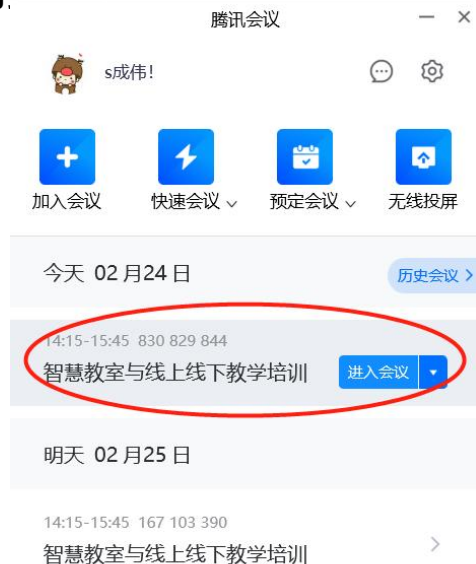 腾讯会议
s成伟!
加入会议 快速会议 预定会议 无线投屏
今天 02月24日 历史会议
14:15-15:45 830 829 844
智慧教室与线上线下教学培训 进入会议
明天 02月25日
14:15-15:45 167 103 390
智慧教室与线上线下教学培训